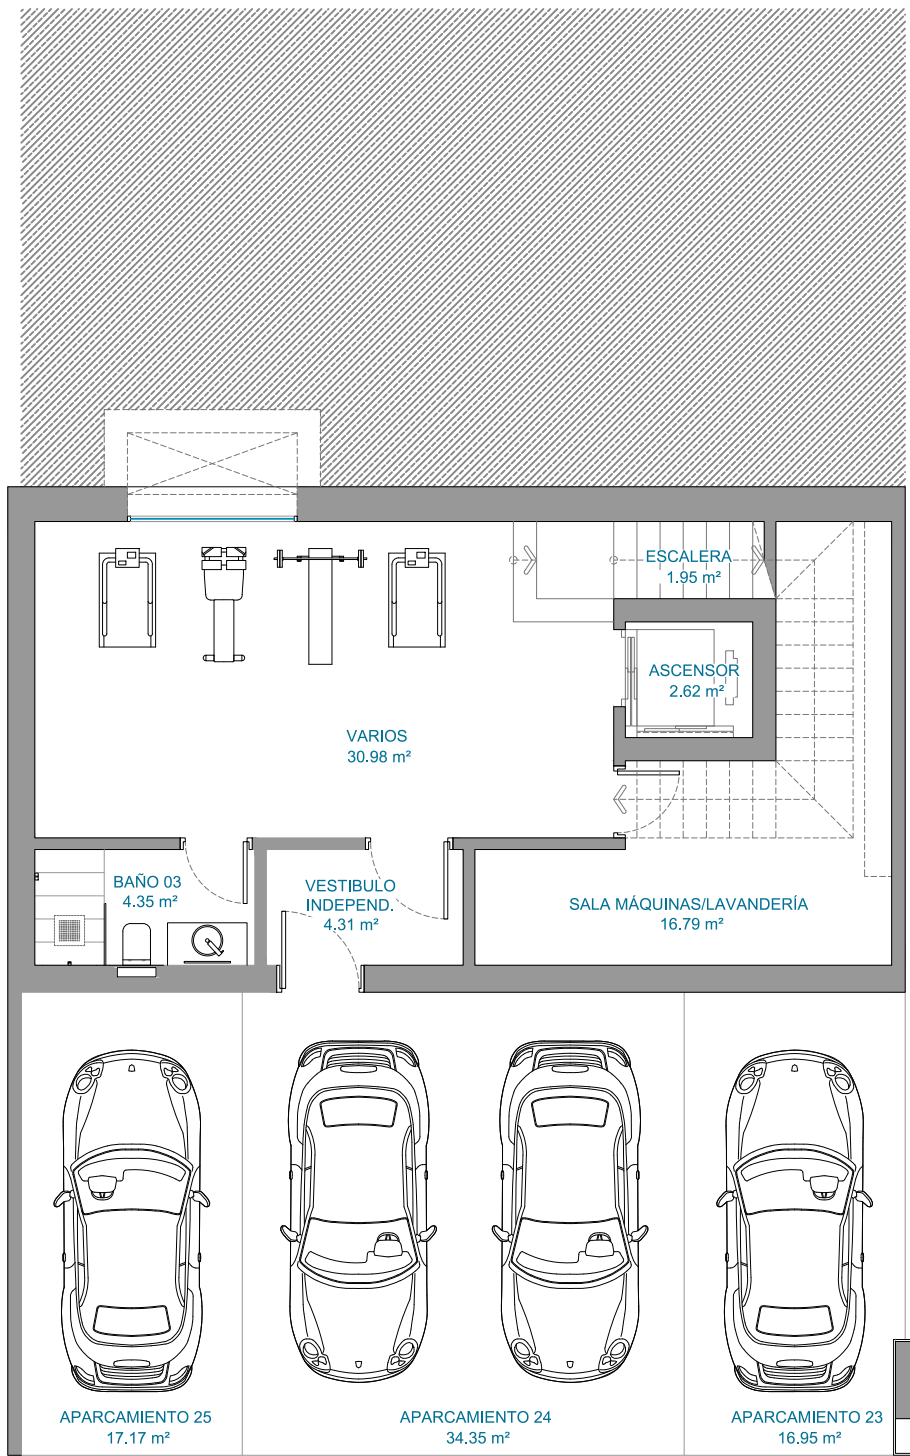 ESCALERA
1.95 m²
ASCENSOR
2.62 m²
VARIOS
30.98 m²
BAÑO 03
4.35 m²
VESTIBULO
INDEPEND.
4.31 m²
SALA MÁQUINAS/LAVANDERÍA
16.79 m²
APARCAMIENTO 25
17.17 m²
APARCAMIENTO 24
34.35 m²
APARCAMIENTO 23
16.95 m²